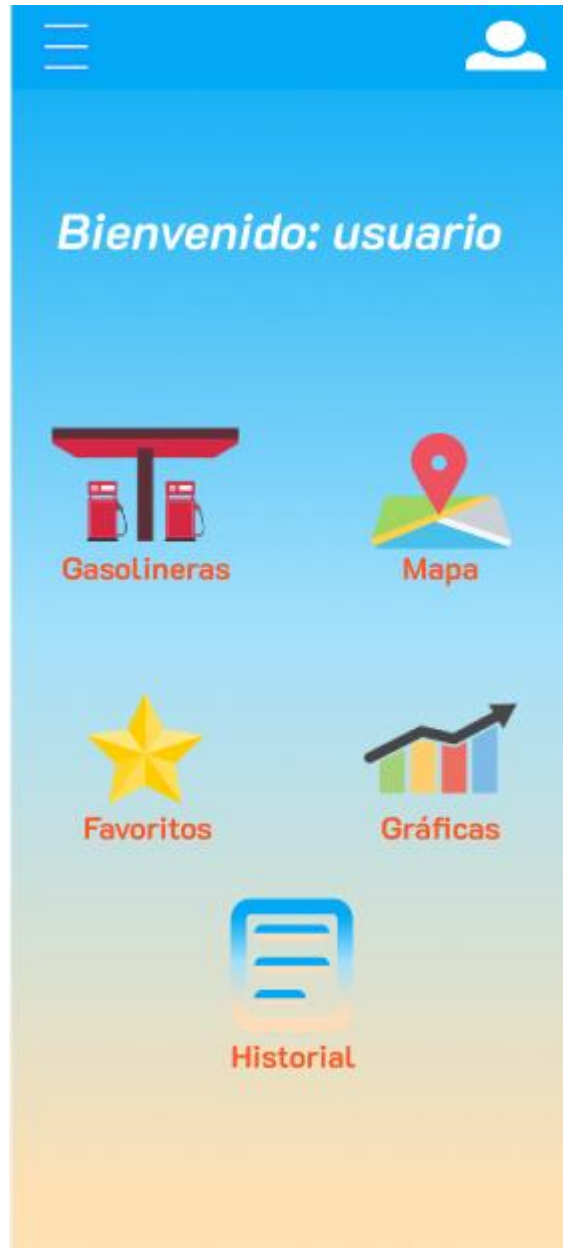 Bienvenido: usuario
Gasolineras
Mapa
Favoritos
Gráficas
Historial